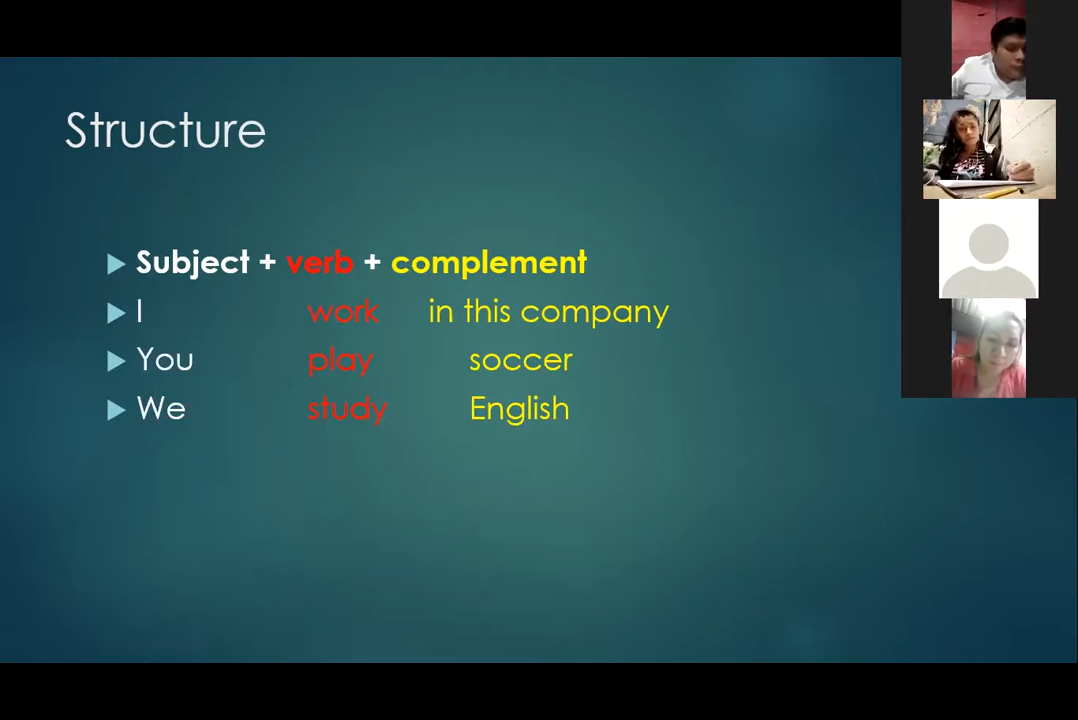 Structure
Subject + verb + complement
I work in this company
You play soccer
We study English